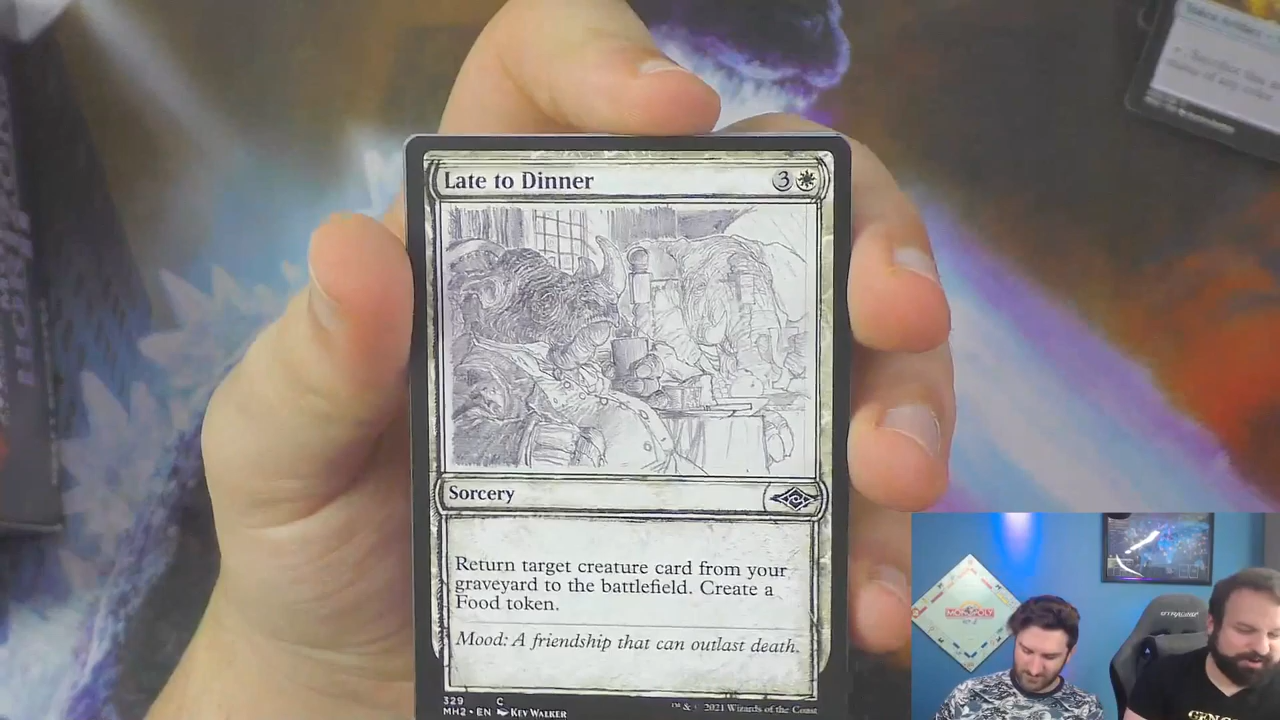 Late to Dinner
3
Sorcery
Return target creature card from your
graveyard to the battlefield. Create a
Food token.
Mood: A friendship that can outlast death.
329 C
MH2 • EN KEV WALKER
™ & © 2021 Wizards of the Coast
MONOPOLY
GTRACING